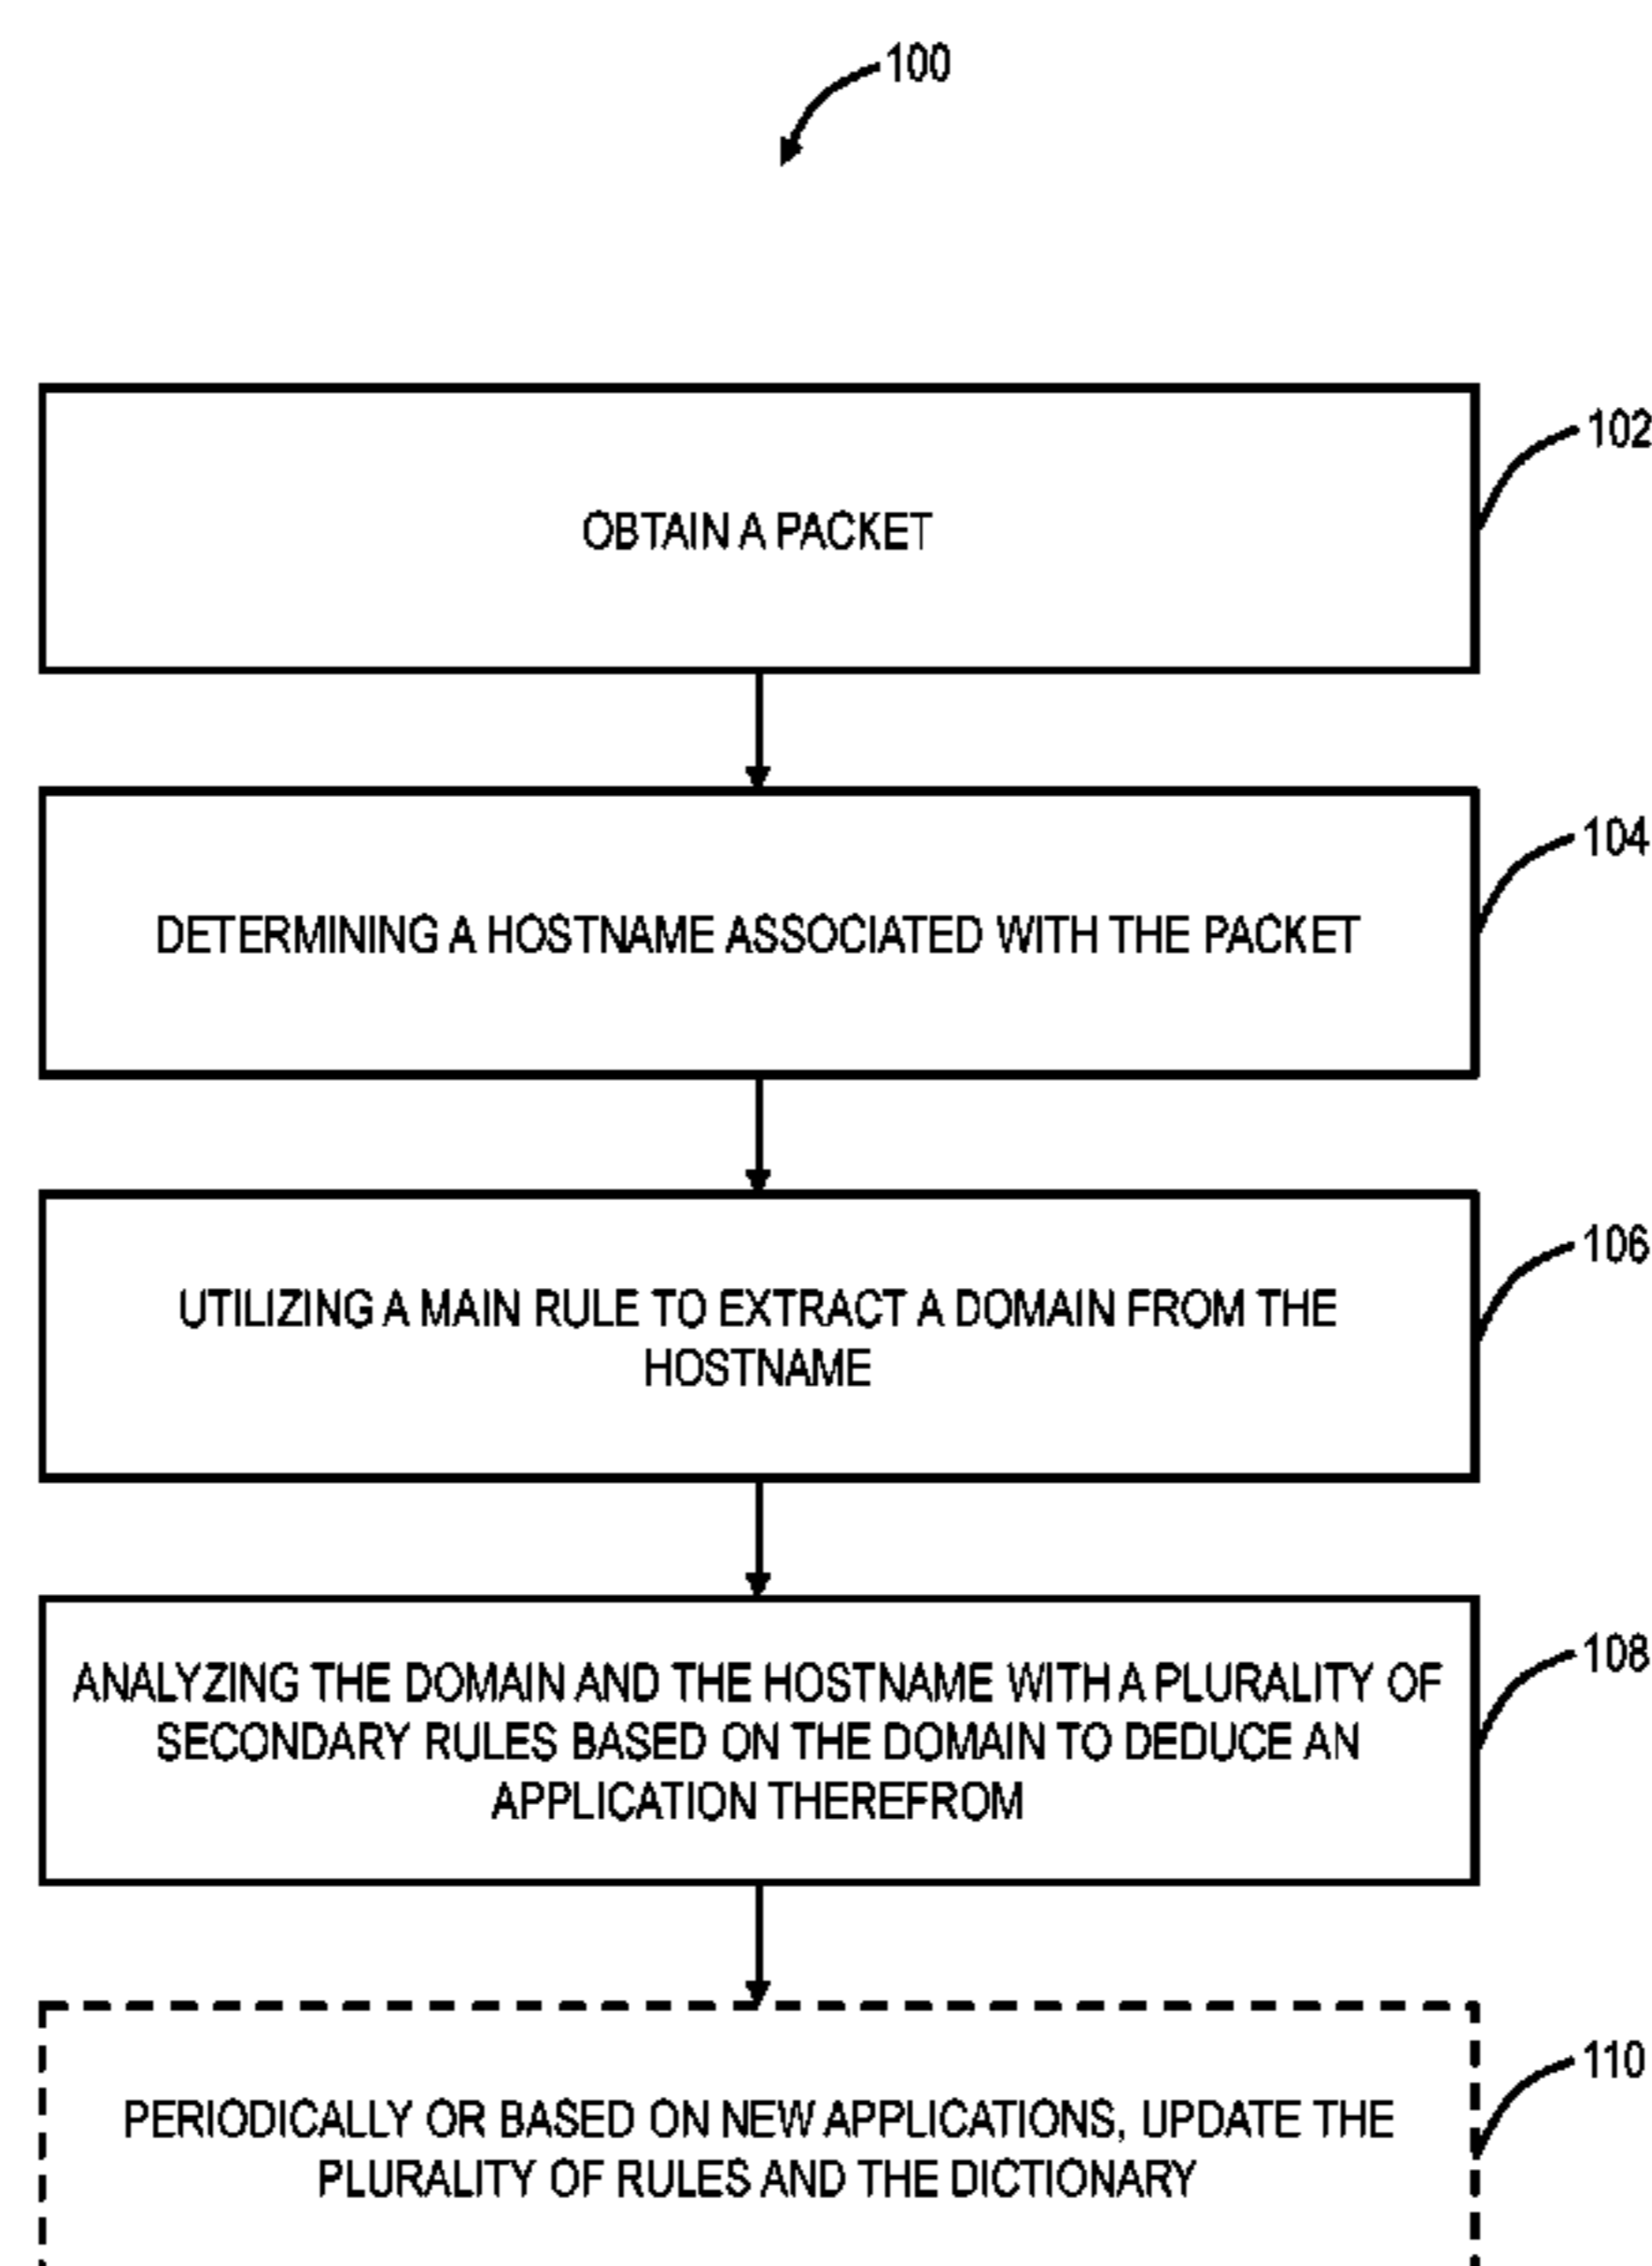 100
102
OBTAIN A PACKET
104
DETERMINING A HOSTNAME ASSOCIATED WITH THE PACKET
106
UTILIZING A MAIN RULE TO EXTRACT A DOMAIN FROM THE
HOSTNAME
108
ANALYZING THE DOMAIN AND THE HOSTNAME WITH A PLURALITY OF
SECONDARY RULES BASED ON THE DOMAIN TO DEDUCE AN
APPLICATION THEREFROM
110
PERIODICALLY OR BASED ON NEW APPLICATIONS, UPDATE THE
PLURALITY OF RULES AND THE DICTIONARY